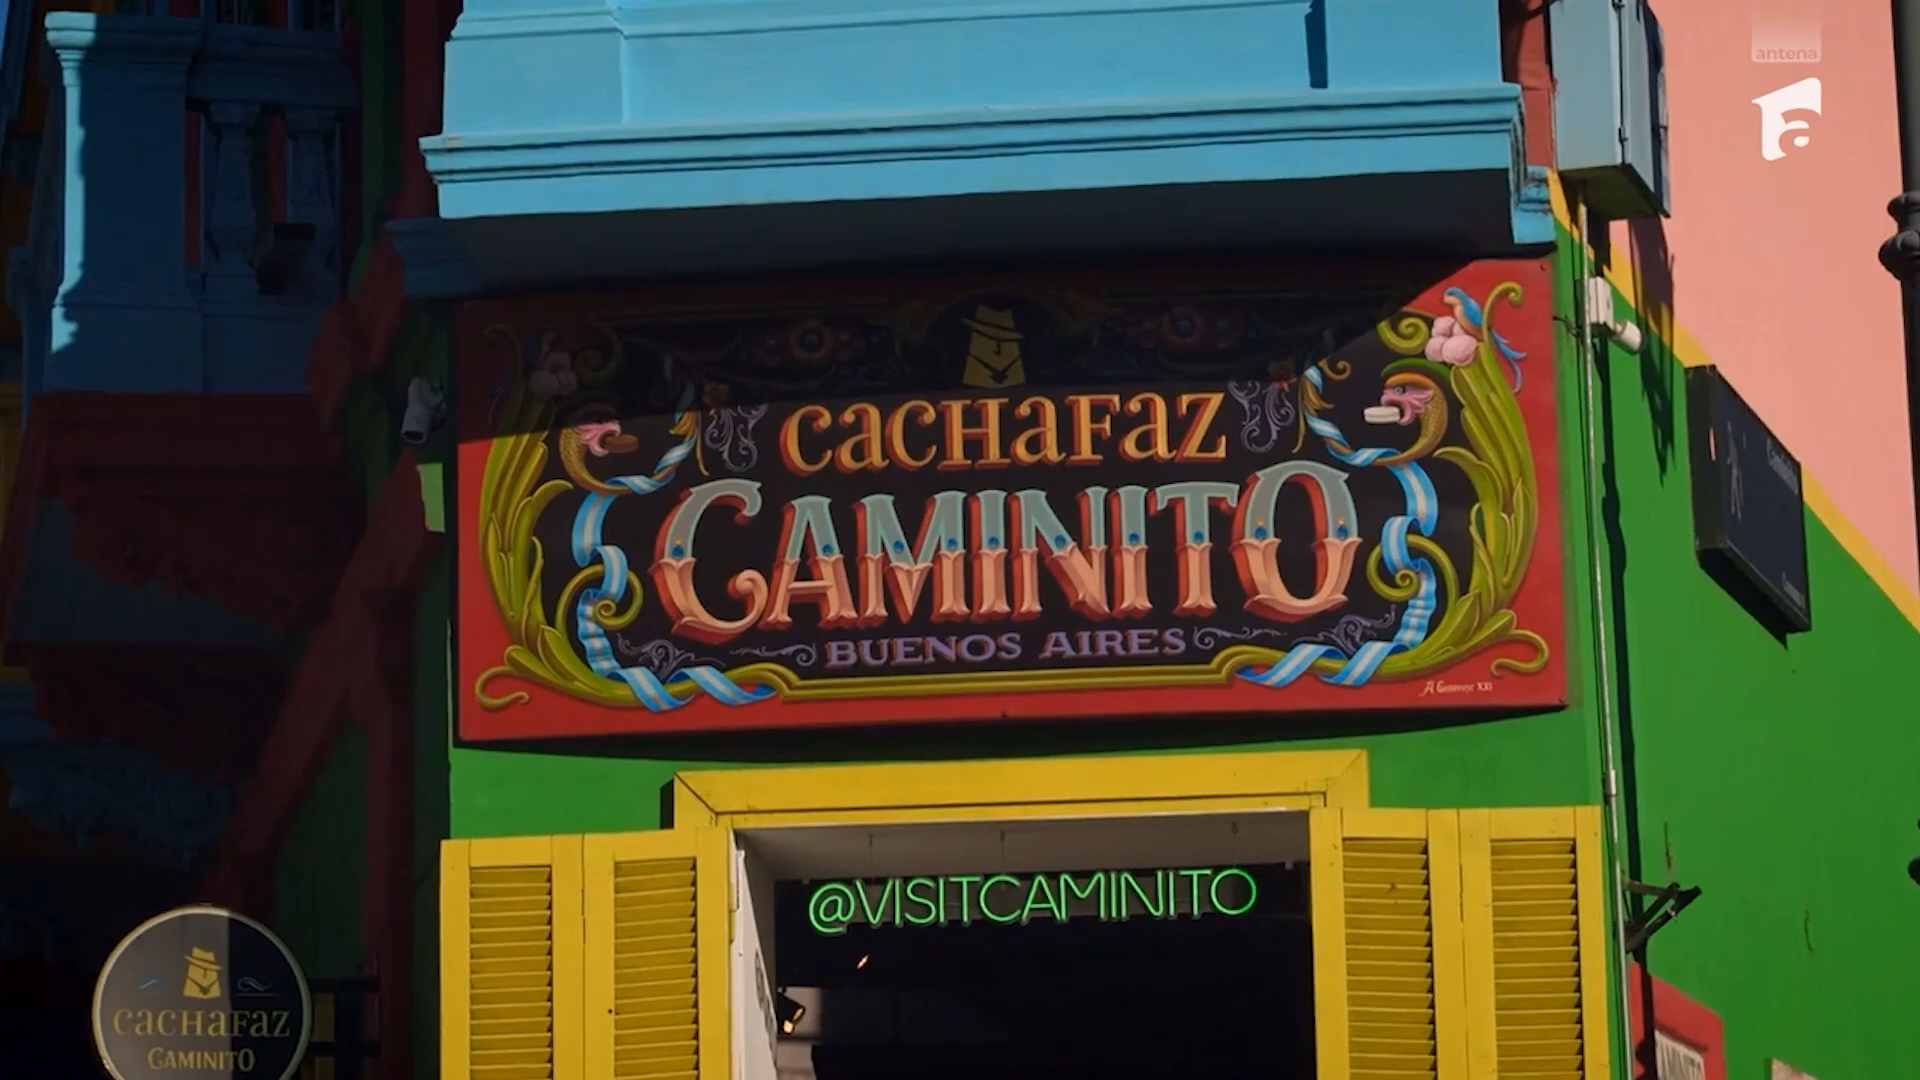 antena
a
CACHAFAZ
CAMINITO
BUENOS AIRES
@VISITCAMINITO
CACHAFAZ
CAMINITO